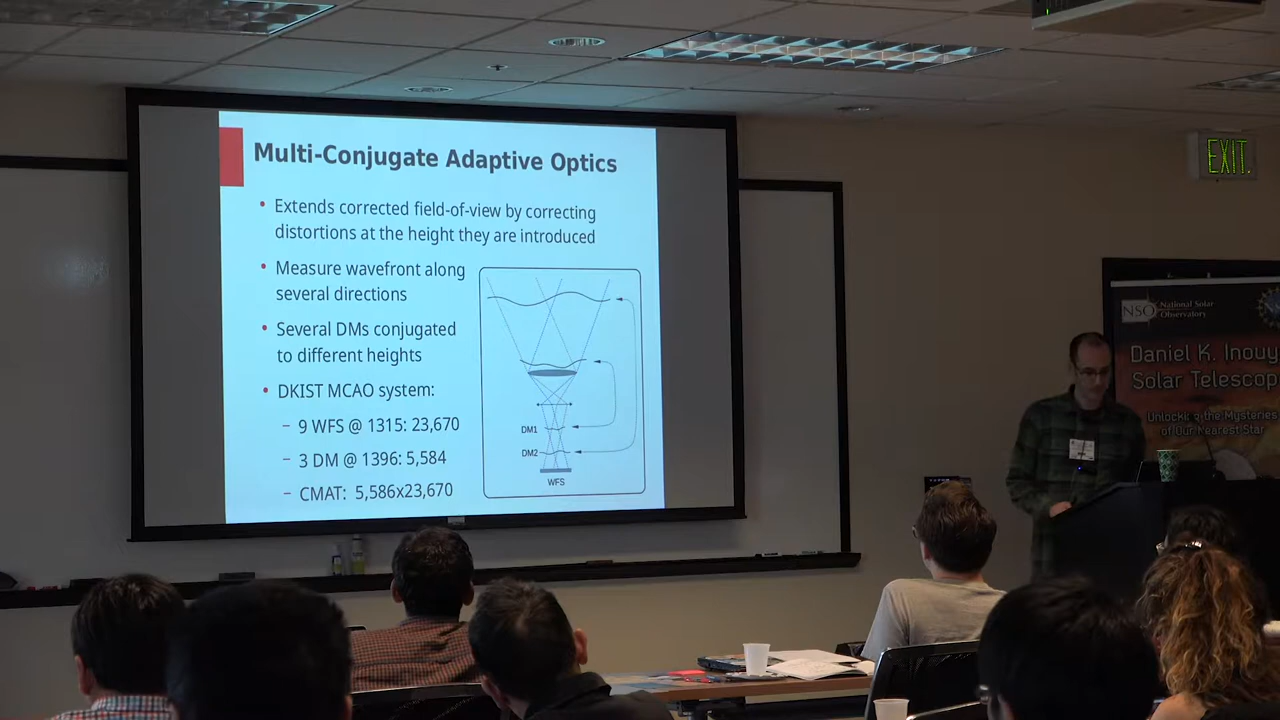 Multi-Conjugate Adaptive Optics
• Extends corrected field-of-view by correcting
distortions at the height they are introduced
• Measure wavefront along
several directions
• Several DMs conjugated
to different heights
• DKIST MCAO system:
– 9 WFS @ 1315: 23,670
– 3 DM @ 1396: 5,584
– CMAT: 5,586x23,670
DM1
DM2
WFS
EXIT
NSO National Solar
Observatory
Daniel K. Inouy
Solar Telescop
Unlocking the Mysteries
of Our Nearest Star